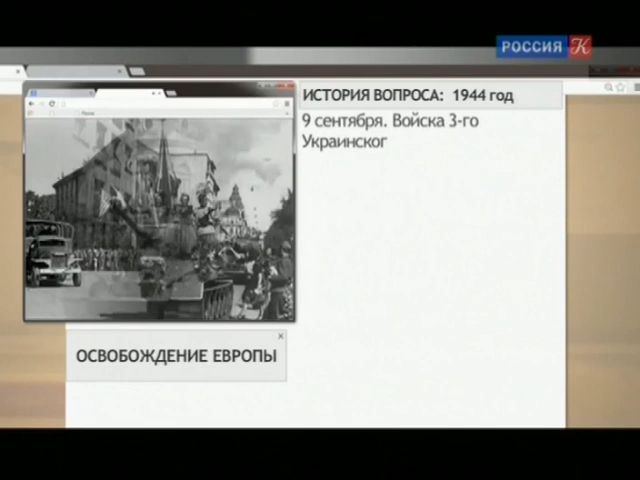 РОССИЯ К
ИСТОРИЯ ВОПРОСА: 1944 год
9 сентября. Войска 3-го
Украинског
ОСВОБОЖДЕНИЕ ЕВРОПЫ